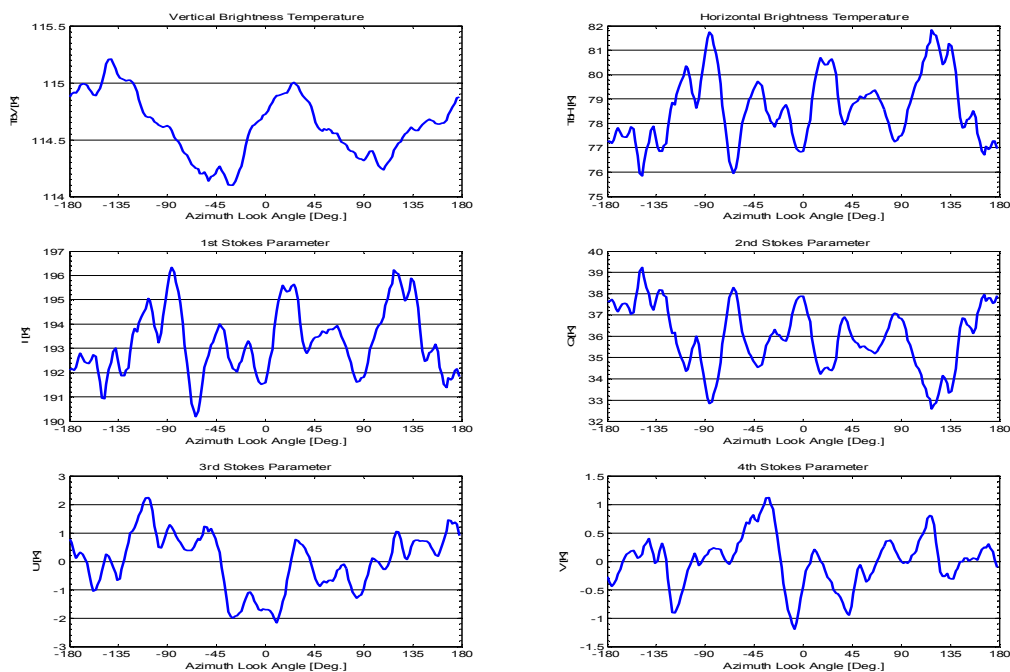 Vertical Brightness Temperature
115.5
115
114.5
114
TBV[K]
-180 -135 -90 -45 0 45 90 135 180
Azimuth Look Angle [Deg.]
Horizontal Brightness Temperature
82
81
80
79
78
77
76
75
TBH[K]
-180 -135 -90 -45 0 45 90 135 180
Azimuth Look Angle [Deg.]
1st Stokes Parameter
197
196
195
194
193
192
191
190
I [K]
-180 -135 -90 -45 0 45 90 135 180
Azimuth Look Angle [Deg.]
2nd Stokes Parameter
40
39
38
37
36
35
34
33
32
Q[K]
-180 -135 -90 -45 0 45 90 135 180
Azimuth Look Angle [Deg.]
3rd Stokes Parameter
3
2
1
0
-1
-2
-3
U[K]
-180 -135 -90 -45 0 45 90 135 180
Azimuth Look Angle [Deg.]
4th Stokes Parameter
1.5
1
0.5
0
-0.5
-1
-1.5
V[K]
-180 -135 -90 -45 0 45 90 135 180
Azimuth Look Angle [Deg.]